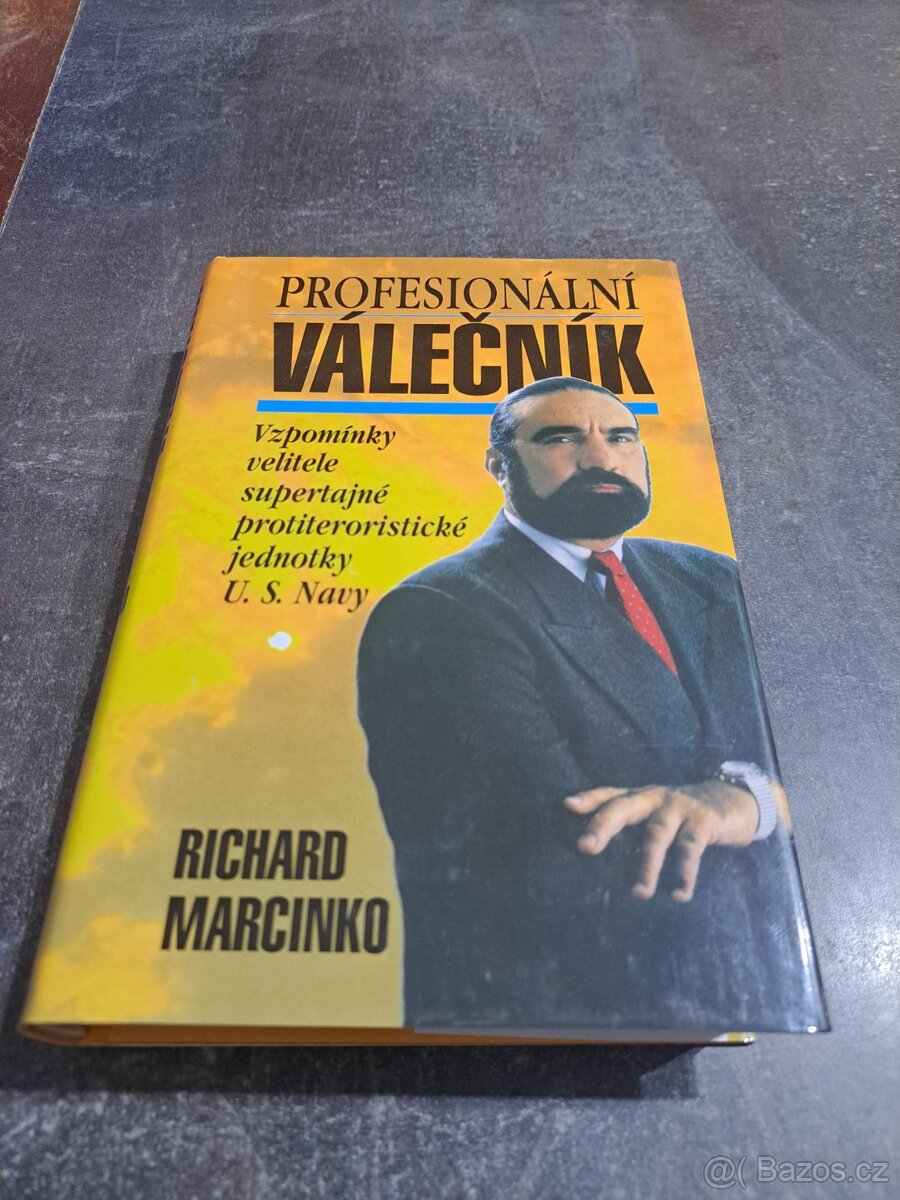 PROFESIONÁLNÍ
VÁLEČNÍK
Vzpomínky
velitele
supertajné
protiteroristické
jednotky
U. S. Navy
RICHARD
MARCINKO
@( Bazos.cz